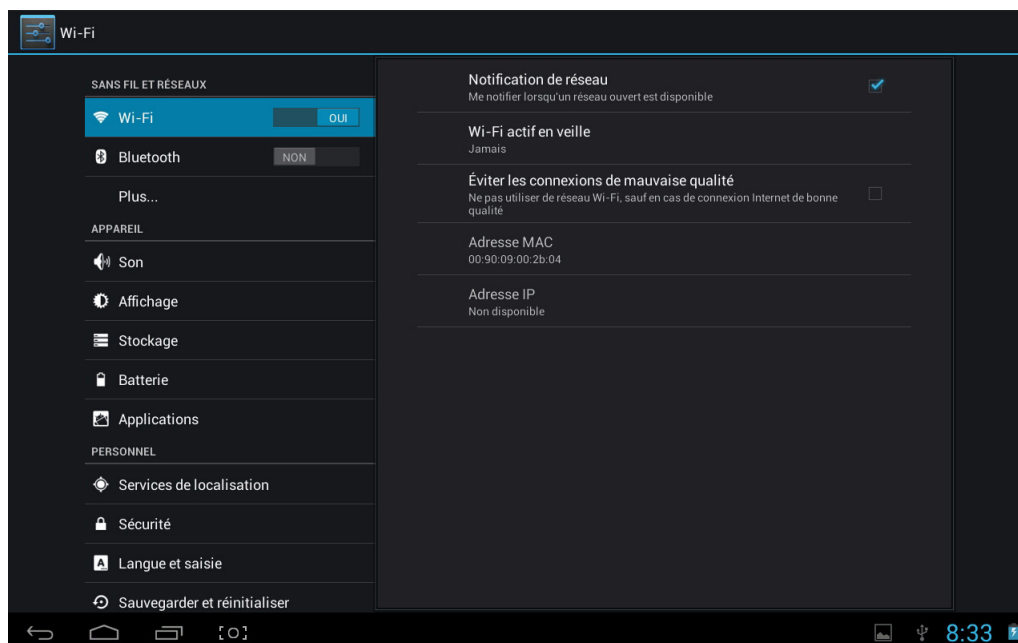 Wi-Fi
SANS FIL ET RÉSEAUX
Wi-Fi OUI
Bluetooth NON
Plus...
APPAREIL
Son
Affichage
Stockage
Batterie
Applications
PERSONNEL
Services de localisation
Sécurité
Langue et saisie
Sauvegarder et réinitialiser
Notification de réseau
Me notifier lorsqu'un réseau ouvert est disponible
Wi-Fi actif en veille
Jamais
Éviter les connexions de mauvaise qualité
Ne pas utiliser de réseau Wi-Fi, sauf en cas de connexion Internet de bonne
qualité
Adresse MAC
00:90:09:00:2b:04
Adresse IP
Non disponible
8:33